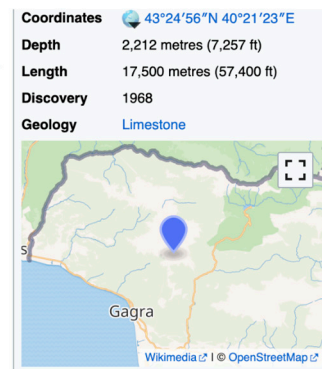 Coordinates 43°24′56″N 40°21′23″E
Depth 2,212 metres (7,257 ft)
Length 17,500 metres (57,400 ft)
Discovery 1968
Geology Limestone
s
Gagra
Wikimedia | © OpenStreetMap